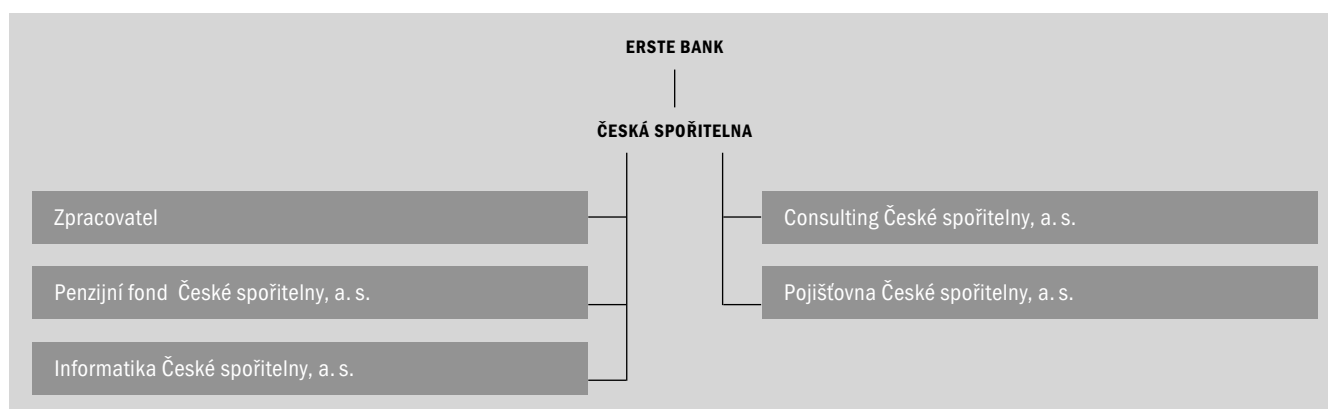 ERSTE BANK
ČESKÁ SPOŘITELNA
Zpracovatel
Penzijní fond České spořitelny, a. s.
Informatika České spořitelny, a. s.
Consulting České spořitelny, a. s.
Pojišťovna České spořitelny, a. s.